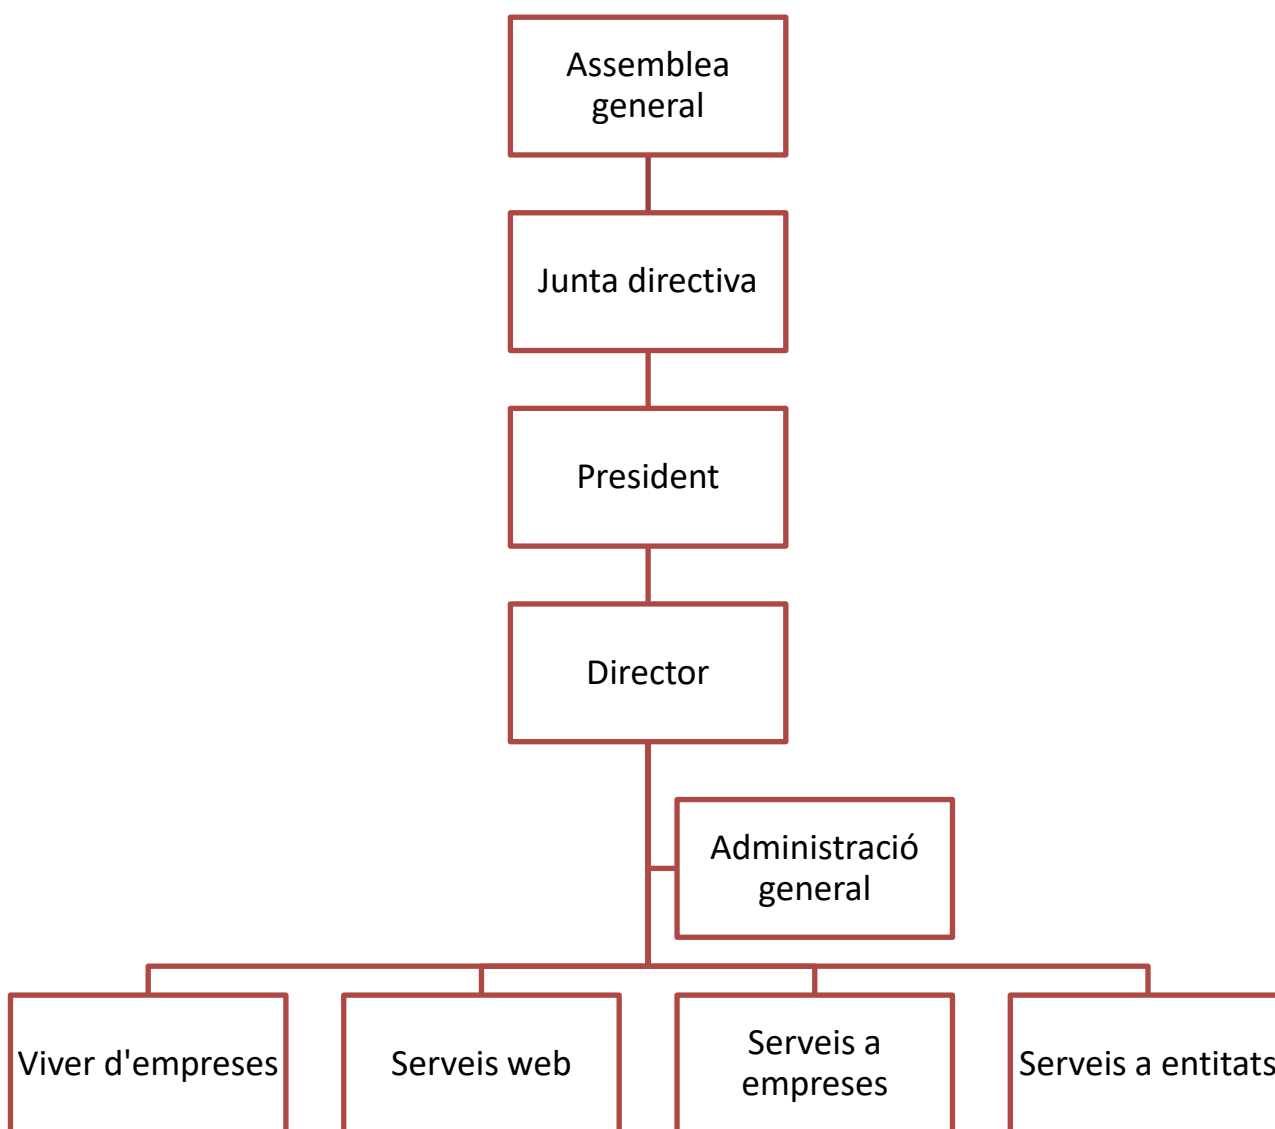 Assemblea
general
Junta directiva
President
Director
Administració
general
Viver d'empreses
Serveis web
Serveis a
empreses
Serveis a entitats